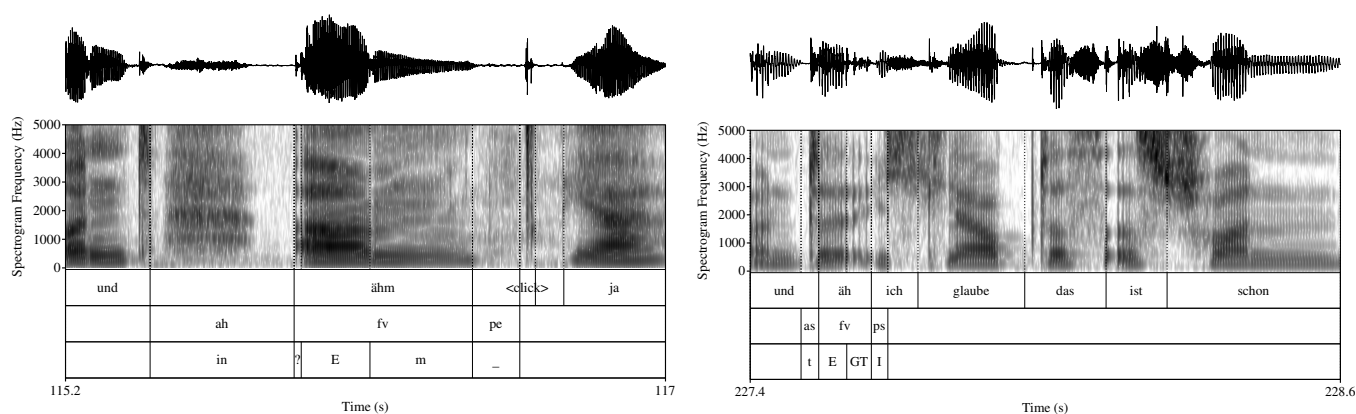 Spectrogram Frequency (Hz)
5000
4000
3000
2000
1000
0
und ähm <click> ja
ah fv pe
in ? E m _
115.2 117
Time (s)
Spectrogram Frequency (Hz)
5000
4000
3000
2000
1000
0
und äh ich glaube das ist schon
as fv ps
t E GT I
227.4 228.6
Time (s)